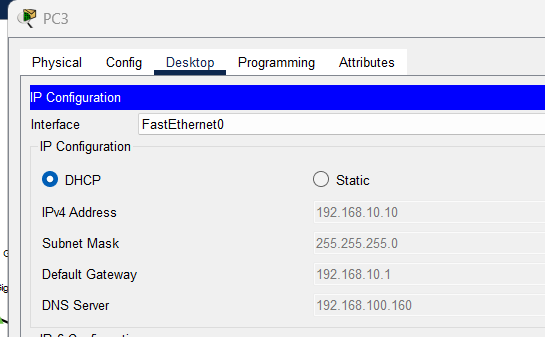 PC3
Physical Config Desktop Programming Attributes
IP Configuration
Interface FastEthernet0
IP Configuration
DHCP Static
IPv4 Address 192.168.10.10
Subnet Mask 255.255.255.0
Default Gateway 192.168.10.1
DNS Server 192.168.100.160